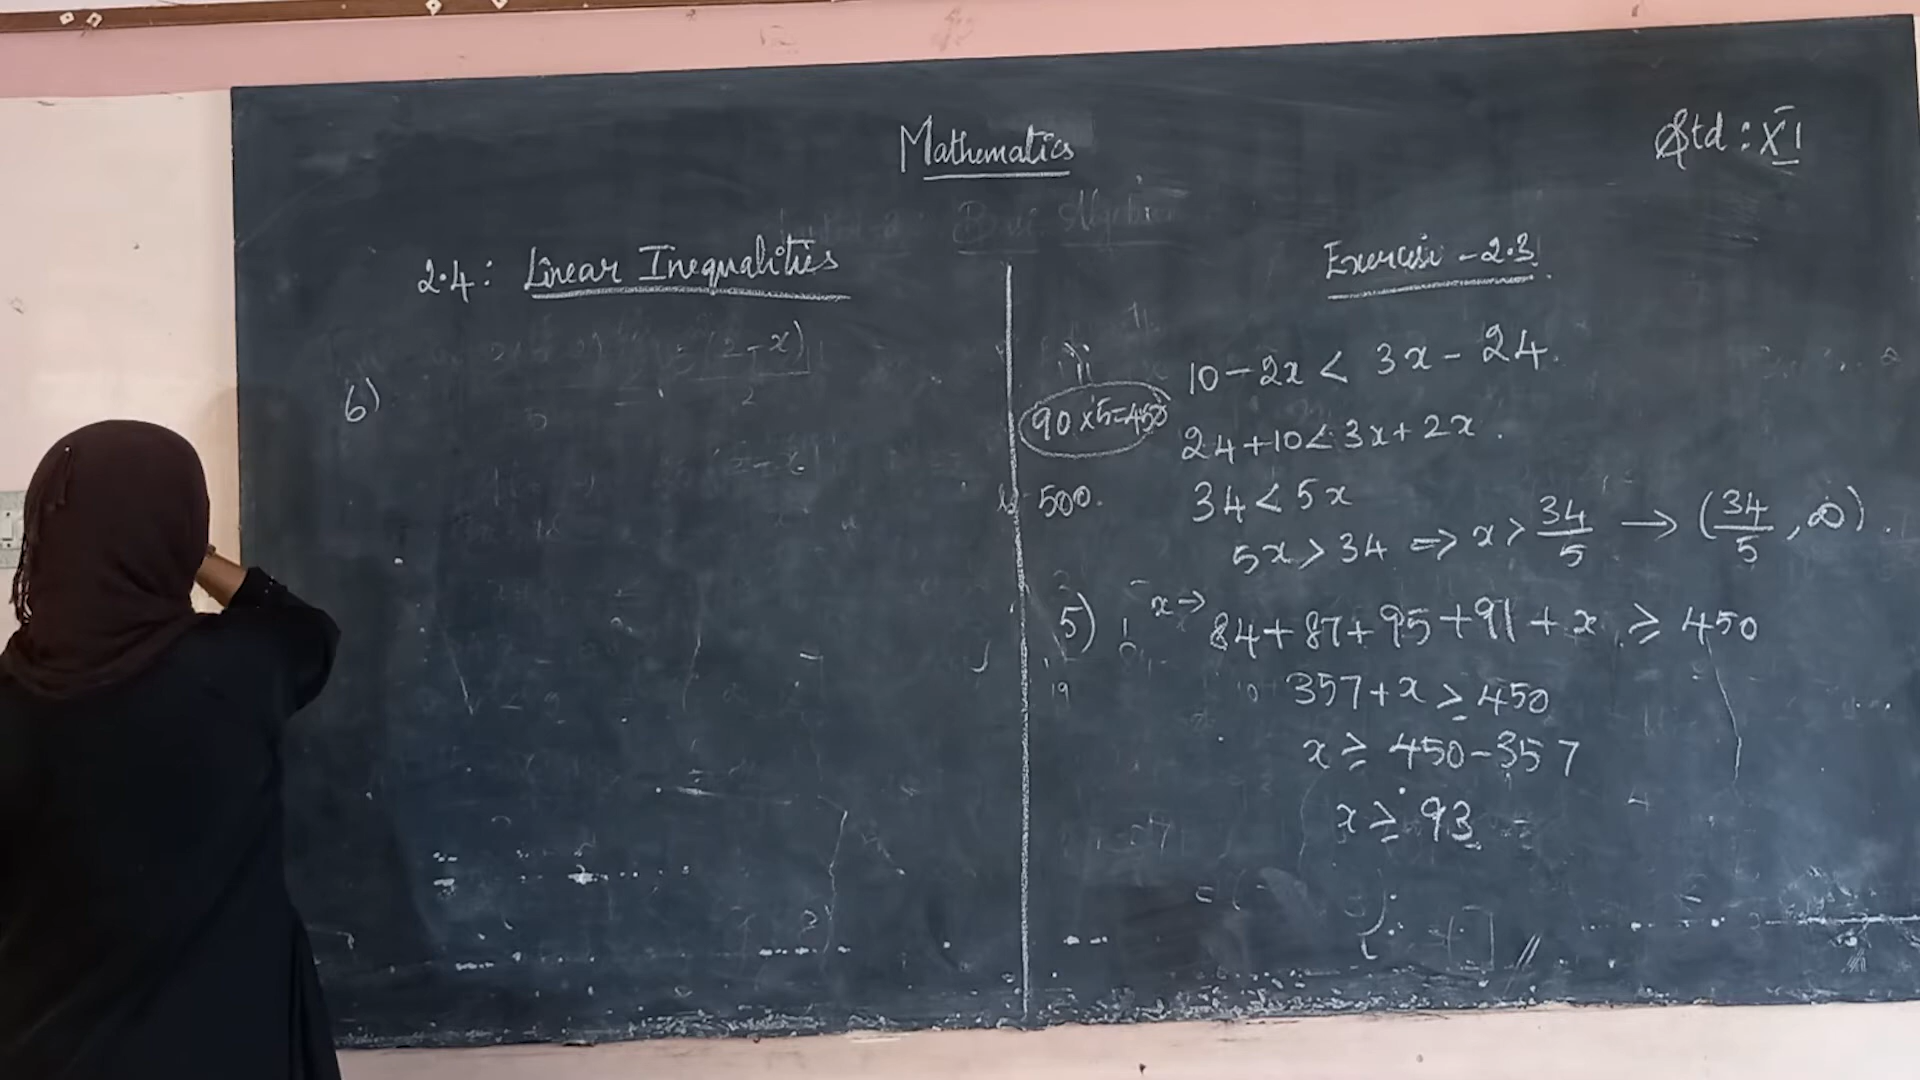 Mathematics
Std : XI
2.4 : Linear Inequalities
6)
Exercise - 2.3
10 - 2x < 3x - 24.
90 x 5 = 450
24 + 10 < 3x + 2x.
500.
34 < 5x
5x > 34 ⇒ x > 34/5 → (34/5, ∞).
5) x → 84 + 87 + 95 + 91 + x ≥ 450
357 + x ≥ 450
x ≥ 450 - 357
x ≥ 93